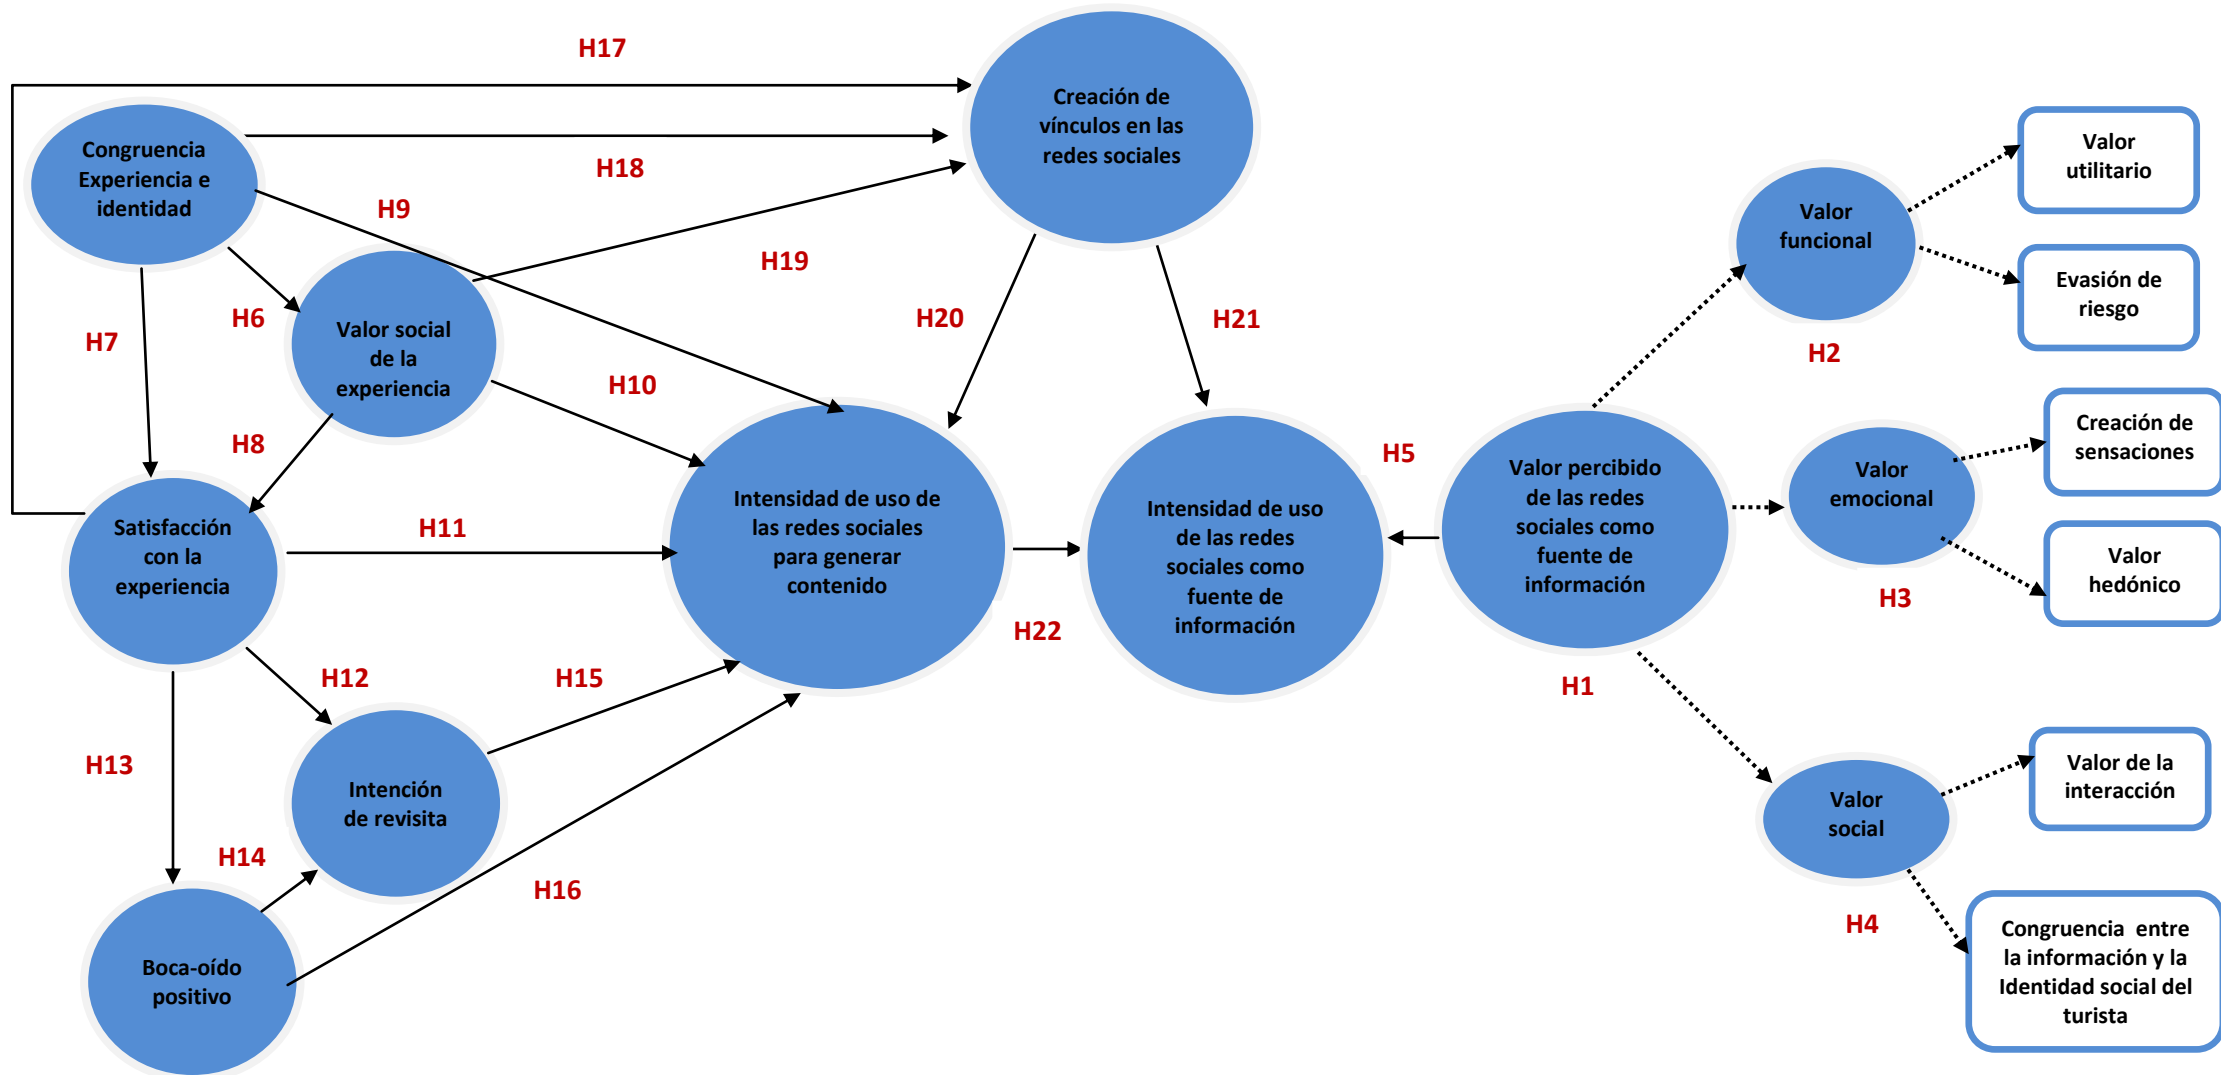 H17
Creación de
vínculos en las
redes sociales
Congruencia
Experiencia e
identidad
H18
H9
H19
H6
H7
Valor social
de la
experiencia
H8
H10
H20
H21
Valor
funcional
H2
Valor
utilitario
Evasión de
riesgo
Satisfacción
con la
experiencia
H11
Intensidad de uso de
las redes sociales
para generar
contenido
H22
Intensidad de uso
de las redes
sociales como
fuente de
información
H5
Valor percibido
de las redes
sociales como
fuente de
información
H1
Valor
emocional
H3
Creación de
sensaciones
Valor
hedónico
H12
H15
H13
Intención
de revisita
H14
H16
Boca-oído
positivo
Valor
social
H4
Valor de la
interacción
Congruencia  entre
la información y la
Identidad social del
turista